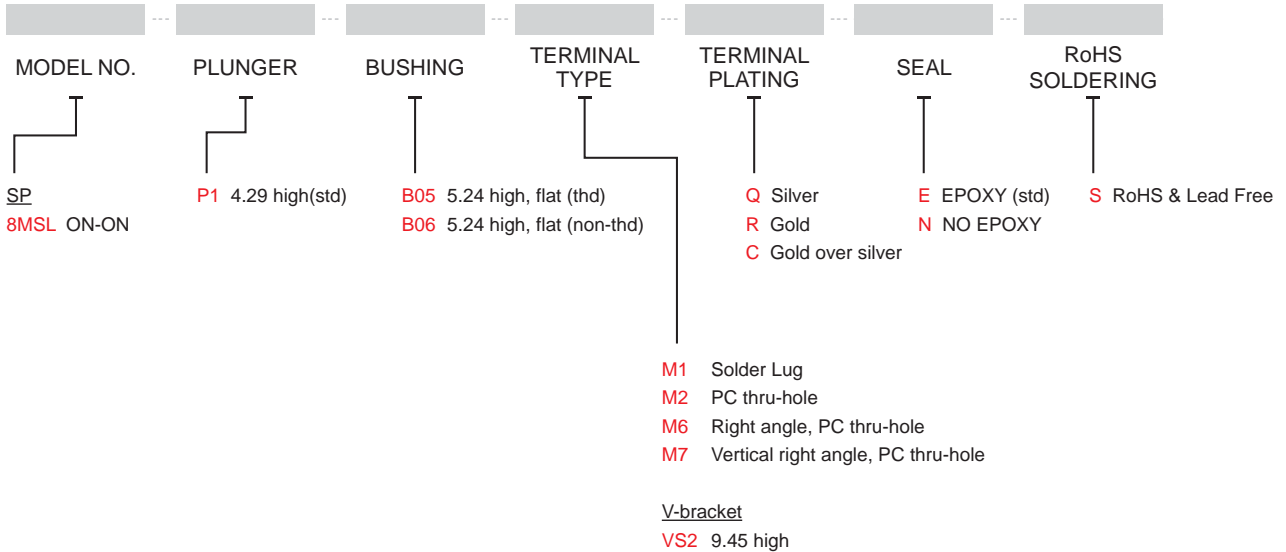 MODEL NO.
PLUNGER
BUSHING
TERMINAL
TYPE
TERMINAL
PLATING
SEAL
RoHS
SOLDERING
SP
8MSL ON-ON
P1 4.29 high(std)
B05 5.24 high, flat (thd)
B06 5.24 high, flat (non-thd)
Q Silver
R Gold
C Gold over silver
E EPOXY (std)
N NO EPOXY
S RoHS & Lead Free
M1 Solder Lug
M2 PC thru-hole
M6 Right angle, PC thru-hole
M7 Vertical right angle, PC thru-hole
V-bracket
VS2 9.45 high